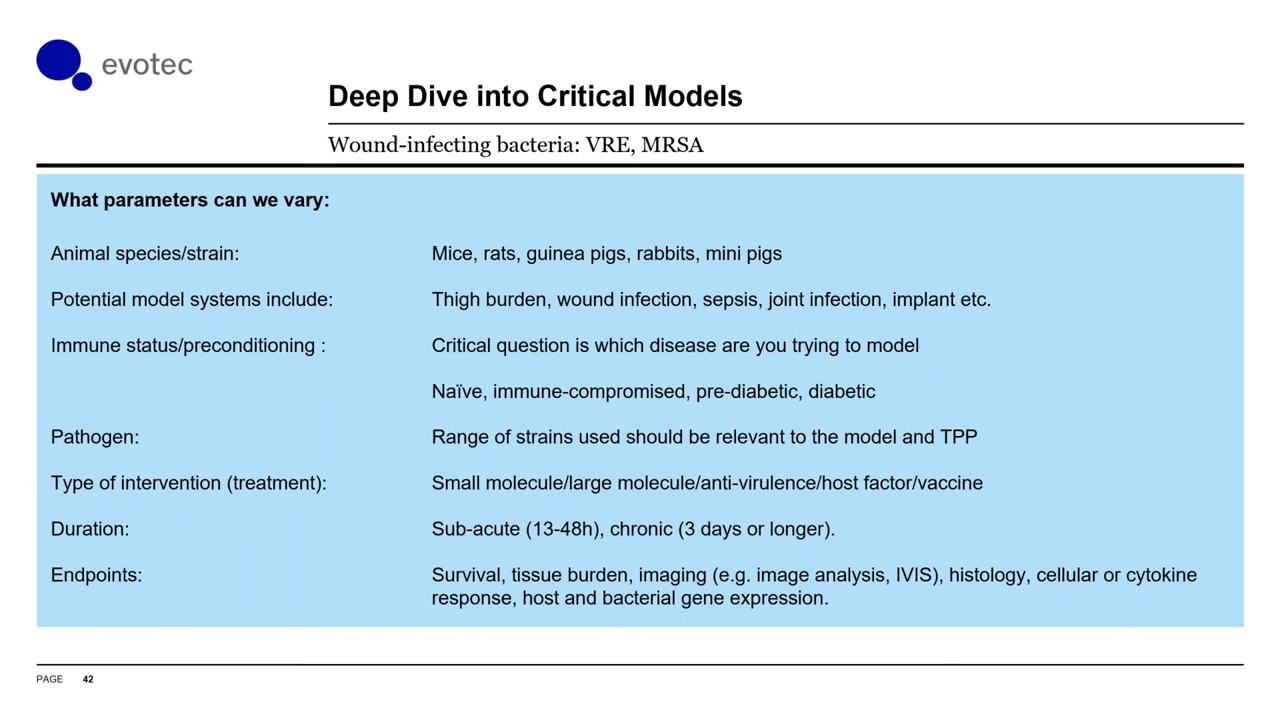 evotec
Deep Dive into Critical Models
Wound-infecting bacteria: VRE, MRSA
What parameters can we vary:
Animal species/strain: Mice, rats, guinea pigs, rabbits, mini pigs
Potential model systems include: Thigh burden, wound infection, sepsis, joint infection, implant etc.
Immune status/preconditioning : Critical question is which disease are you trying to model
Naïve, immune-compromised, pre-diabetic, diabetic
Pathogen: Range of strains used should be relevant to the model and TPP
Type of intervention (treatment): Small molecule/large molecule/anti-virulence/host factor/vaccine
Duration: Sub-acute (13-48h), chronic (3 days or longer).
Endpoints: Survival, tissue burden, imaging (e.g. image analysis, IVIS), histology, cellular or cytokine
response, host and bacterial gene expression.
PAGE 42